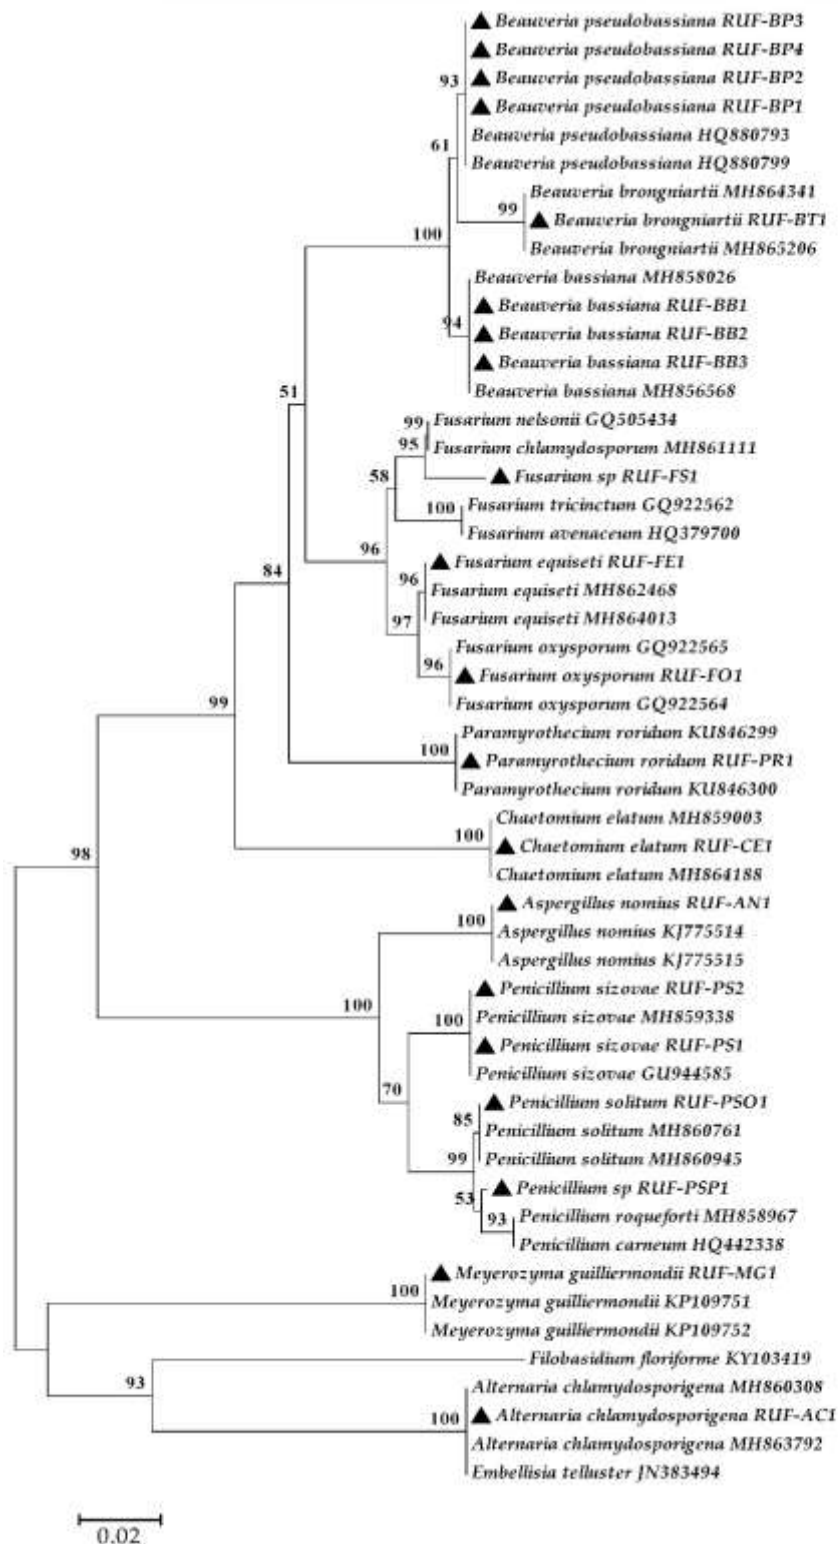 ▲ Beauveria pseudobassiana RUF-BP3
▲ Beauveria pseudobassiana RUF-BP4
93 ▲ Beauveria pseudobassiana RUF-BP2
▲ Beauveria pseudobassiana RUF-BP1
61 Beauveria pseudobassiana HQ880793
Beauveria pseudobassiana HQ880799
Beauveria brongniartii MH864341
99 ▲ Beauveria brongniartii RUF-BT1
100 Beauveria brongniartii MH865206
Beauveria bassiana MH858026
▲ Beauveria bassiana RUF-BB1
94 ▲ Beauveria bassiana RUF-BB2
▲ Beauveria bassiana RUF-BB3
51 Beauveria bassiana MH856568
99 Fusarium nelsonii GQ505434
95 Fusarium chlamydosporum MH861111
58 ▲ Fusarium sp RUF-FS1
Fusarium tricinctum GQ922562
100 Fusarium avenaceum HQ379700
96 ▲ Fusarium equiseti RUF-FE1
84 96 Fusarium equiseti MH862468
97 Fusarium equiseti MH864013
Fusarium oxysporum GQ922565
96 ▲ Fusarium oxysporum RUF-FO1
99 Fusarium oxysporum GQ922564
Paramyrothecium roridum KU846299
100 ▲ Paramyrothecium roridum RUF-PR1
Paramyrothecium roridum KU846300
Chaetomium elatum MH859003
98 100 ▲ Chaetomium elatum RUF-CE1
Chaetomium elatum MH864188
▲ Aspergillus nomius RUF-AN1
100 Aspergillus nomius KJ775514
Aspergillus nomius KJ775515
▲ Penicillium sizovae RUF-PS2
100 100 Penicillium sizovae MH859338
▲ Penicillium sizovae RUF-PS1
70 Penicillium sizovae GU944585
▲ Penicillium solitum RUF-PSO1
85 Penicillium solitum MH860761
99 Penicillium solitum MH860945
53 ▲ Penicillium sp RUF-PSP1
93 Penicillium roqueforti MH858967
Penicillium carneum HQ442338
▲ Meyerozyma guilliermondii RUF-MG1
100 Meyerozyma guilliermondii KP109751
Meyerozyma guilliermondii KP109752
Filobasidium floriforme KY103419
93 Alternaria chlamydosporigena MH860308
100 ▲ Alternaria chlamydosporigena RUF-AC1
Alternaria chlamydosporigena MH863792
Embellisia telluster JN383494
0.02